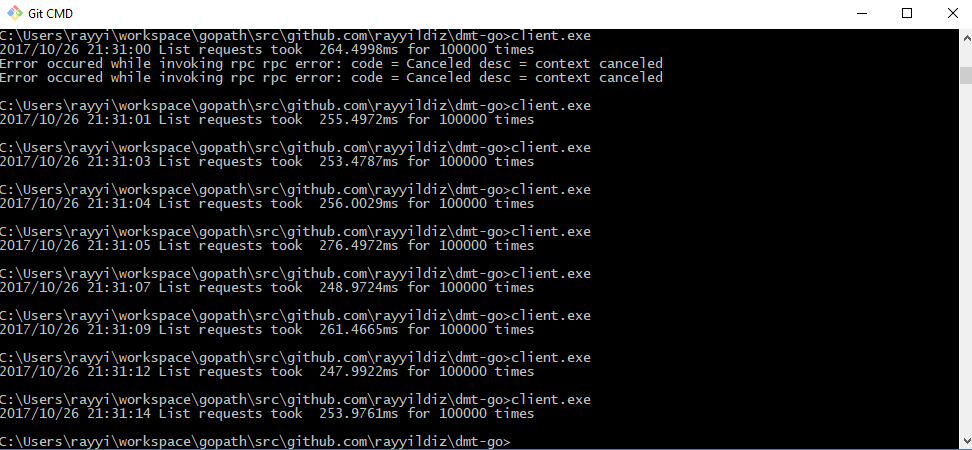 Git CMD
C:\Users\rayyi\workspace\gopath\src\github.com\rayyildiz\dmt-go>client.exe
2017/10/26 21:31:00 List requests took  264.4998ms for 100000 times
Error occured while invoking rpc rpc error: code = Canceled desc = context canceled
Error occured while invoking rpc rpc error: code = Canceled desc = context canceled
C:\Users\rayyi\workspace\gopath\src\github.com\rayyildiz\dmt-go>client.exe
2017/10/26 21:31:01 List requests took  255.4972ms for 100000 times
C:\Users\rayyi\workspace\gopath\src\github.com\rayyildiz\dmt-go>client.exe
2017/10/26 21:31:03 List requests took  253.4787ms for 100000 times
C:\Users\rayyi\workspace\gopath\src\github.com\rayyildiz\dmt-go>client.exe
2017/10/26 21:31:04 List requests took  256.0029ms for 100000 times
C:\Users\rayyi\workspace\gopath\src\github.com\rayyildiz\dmt-go>client.exe
2017/10/26 21:31:05 List requests took  276.4972ms for 100000 times
C:\Users\rayyi\workspace\gopath\src\github.com\rayyildiz\dmt-go>client.exe
2017/10/26 21:31:07 List requests took  248.9724ms for 100000 times
C:\Users\rayyi\workspace\gopath\src\github.com\rayyildiz\dmt-go>client.exe
2017/10/26 21:31:09 List requests took  261.4665ms for 100000 times
C:\Users\rayyi\workspace\gopath\src\github.com\rayyildiz\dmt-go>client.exe
2017/10/26 21:31:12 List requests took  247.9922ms for 100000 times
C:\Users\rayyi\workspace\gopath\src\github.com\rayyildiz\dmt-go>client.exe
2017/10/26 21:31:14 List requests took  253.9761ms for 100000 times
C:\Users\rayyi\workspace\gopath\src\github.com\rayyildiz\dmt-go>